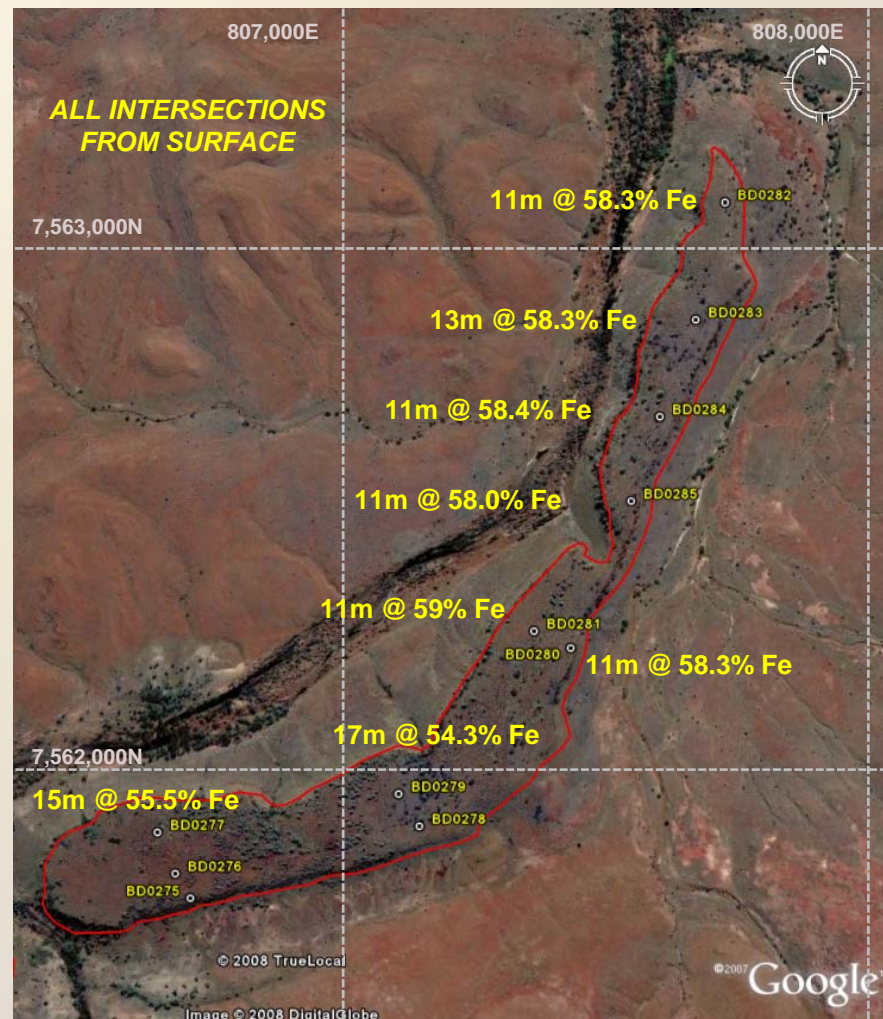 807,000E
808,000E
N
ALL INTERSECTIONS
FROM SURFACE
11m @ 58.3% Fe
BD0282
7,563,000N
13m @ 58.3% Fe
BD0283
11m @ 58.4% Fe
BD0284
11m @ 58.0% Fe
BD0285
11m @ 59% Fe
BD0281
BD0280
11m @ 58.3% Fe
17m @ 54.3% Fe
7,562,000N
15m @ 55.5% Fe
BD0279
BD0278
BD0277
BD0276
BD0275
© 2008 TrueLocal
©2007 Google™
Image © 2008 DigitalGlobe